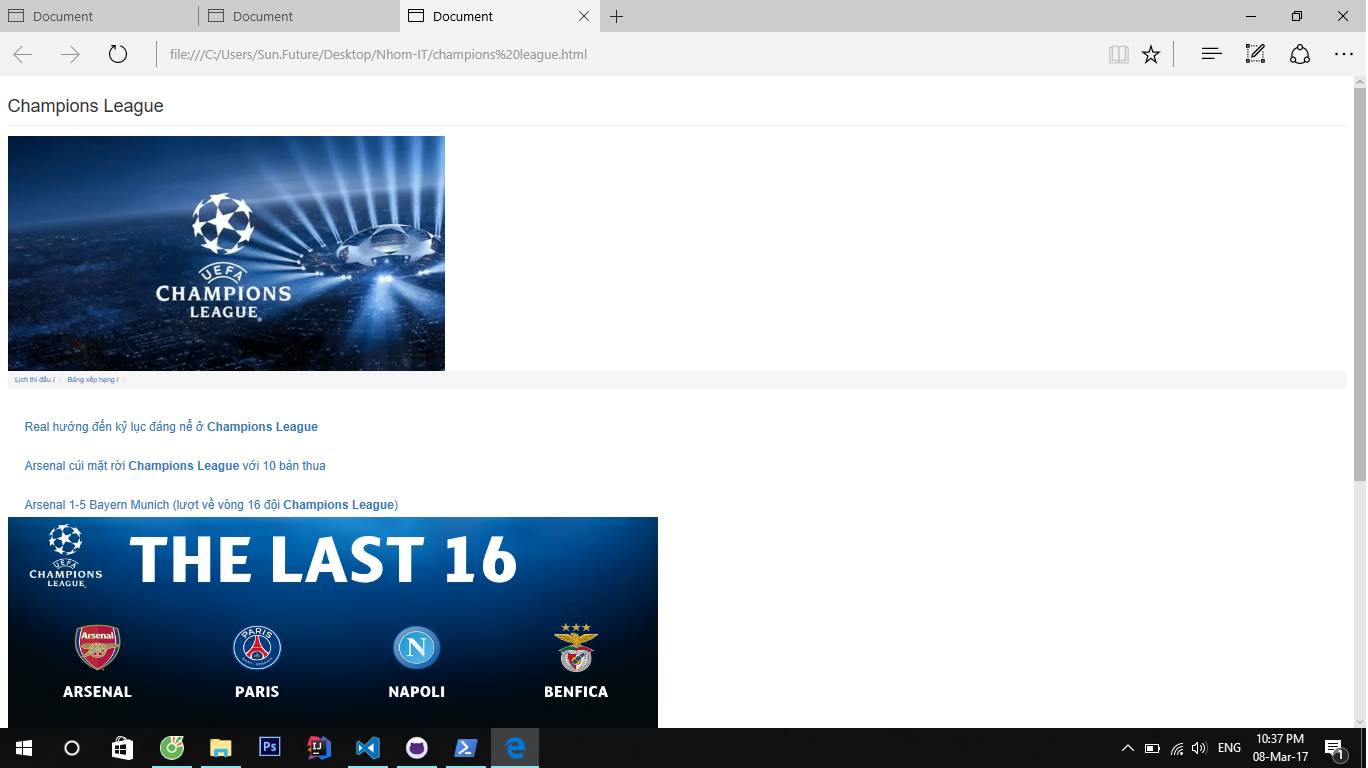 Document
Document
Document
file:///C:/Users/Sun.Future/Desktop/Nhom-IT/champions%20league.html
Champions League
UEFA
CHAMPIONS
LEAGUE
Lịch thi đấu / / Bảng xếp hạng / /
Real hướng đến kỷ lục đáng nể ở Champions League
Arsenal cúi mặt rời Champions League với 10 bàn thua
Arsenal 1-5 Bayern Munich (lượt về vòng 16 đội Champions League)
UEFA
CHAMPIONS
LEAGUE
THE LAST 16
Arsenal
PARIS
N
ARSENAL
PARIS
NAPOLI
BENFICA
Ps
IJ
ENG
10:37 PM
08-Mar-17
1